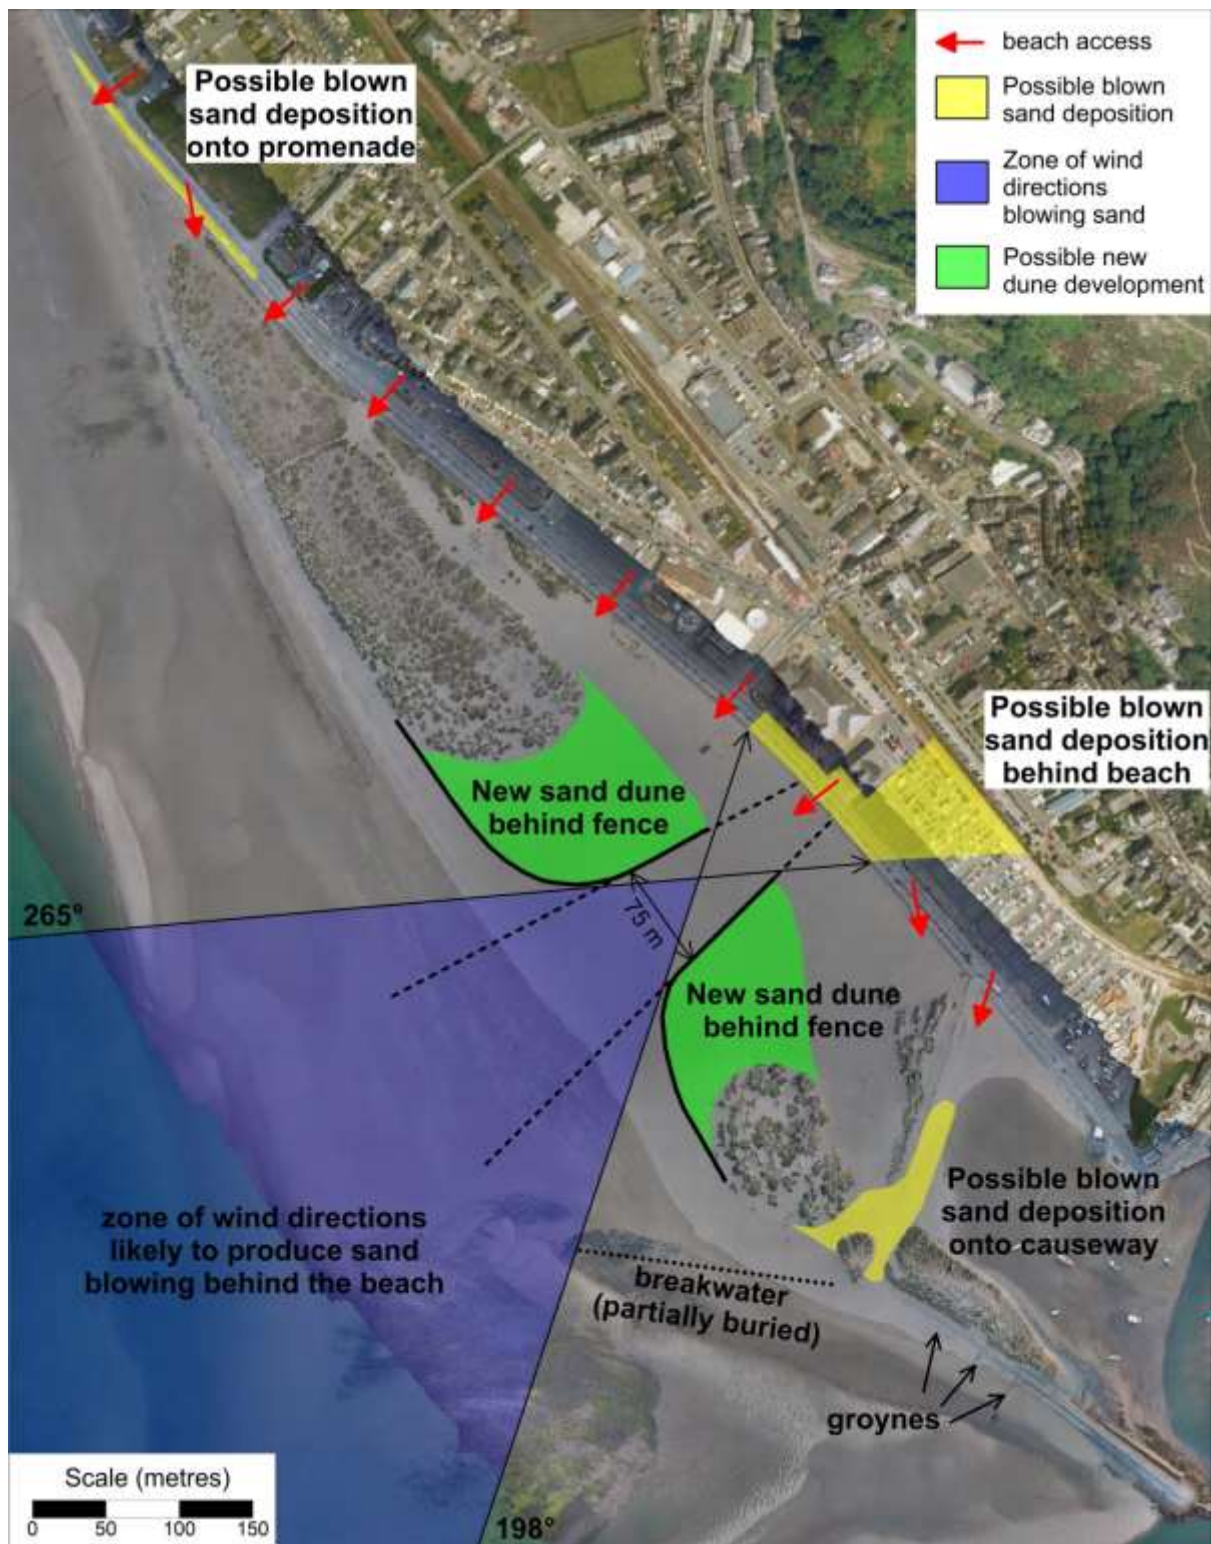 beach access
Possible blown
sand deposition
Zone of wind
directions
blowing sand
Possible new
dune development
Possible blown
sand deposition
onto promenade
Possible blown
sand deposition
behind beach
New sand dune
behind fence
265°
75 m
New sand dune
behind fence
Possible blown
sand deposition
onto causeway
zone of wind directions
likely to produce sand
blowing behind the beach
breakwater
(partially buried)
groynes
Scale (metres)
0 50 100 150
198°